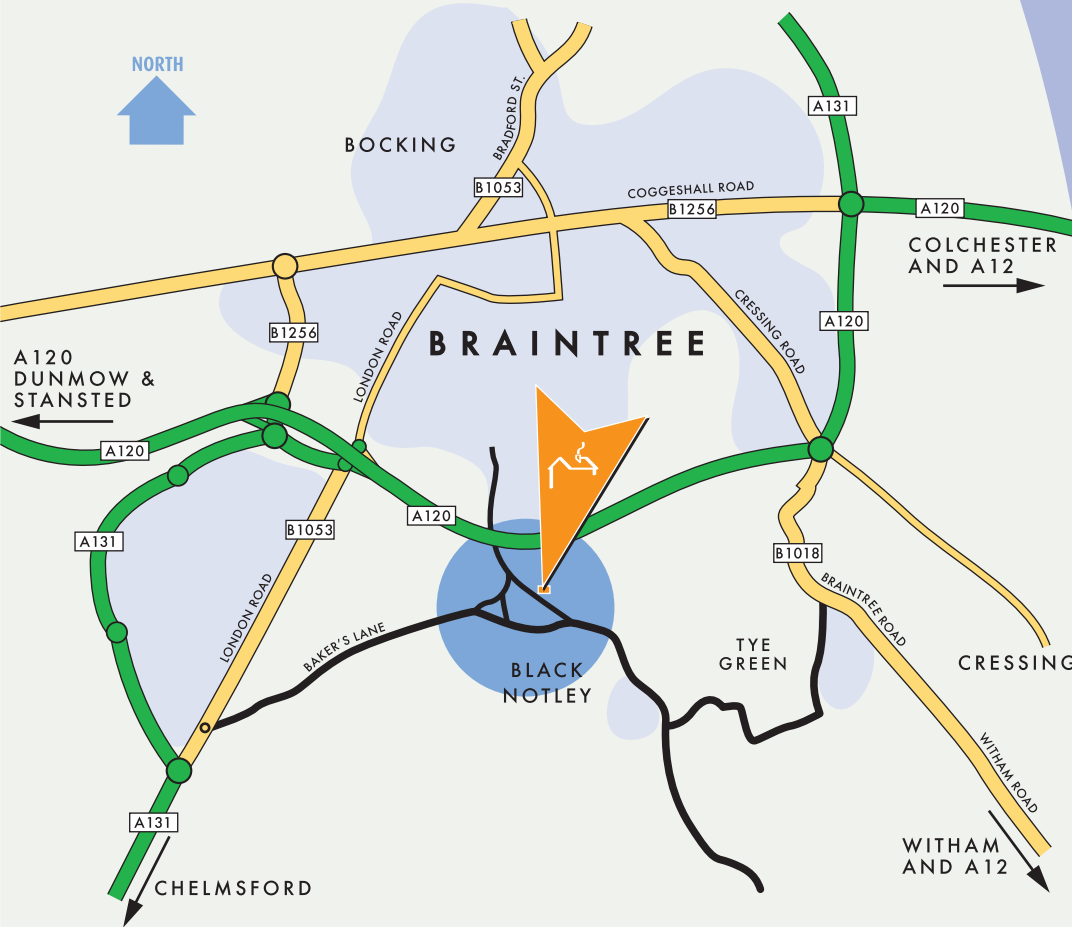 NORTH
A131
BRADFORD ST.
BOCKING
B1053
COGGESHALL ROAD
B1256
A120
COLCHESTER
AND A12
B1256
A120
CRESSING ROAD
LONDON ROAD
BRAINTREE
A120
DUNMOW &
STANSTED
A120
A120
B1053
A131
B1018
LONDON ROAD
BAKER'S LANE
BRAINTREE ROAD
TYE
GREEN
CRESSING
BLACK
NOTLEY
WITHAM ROAD
A131
WITHAM
AND A12
CHELMSFORD